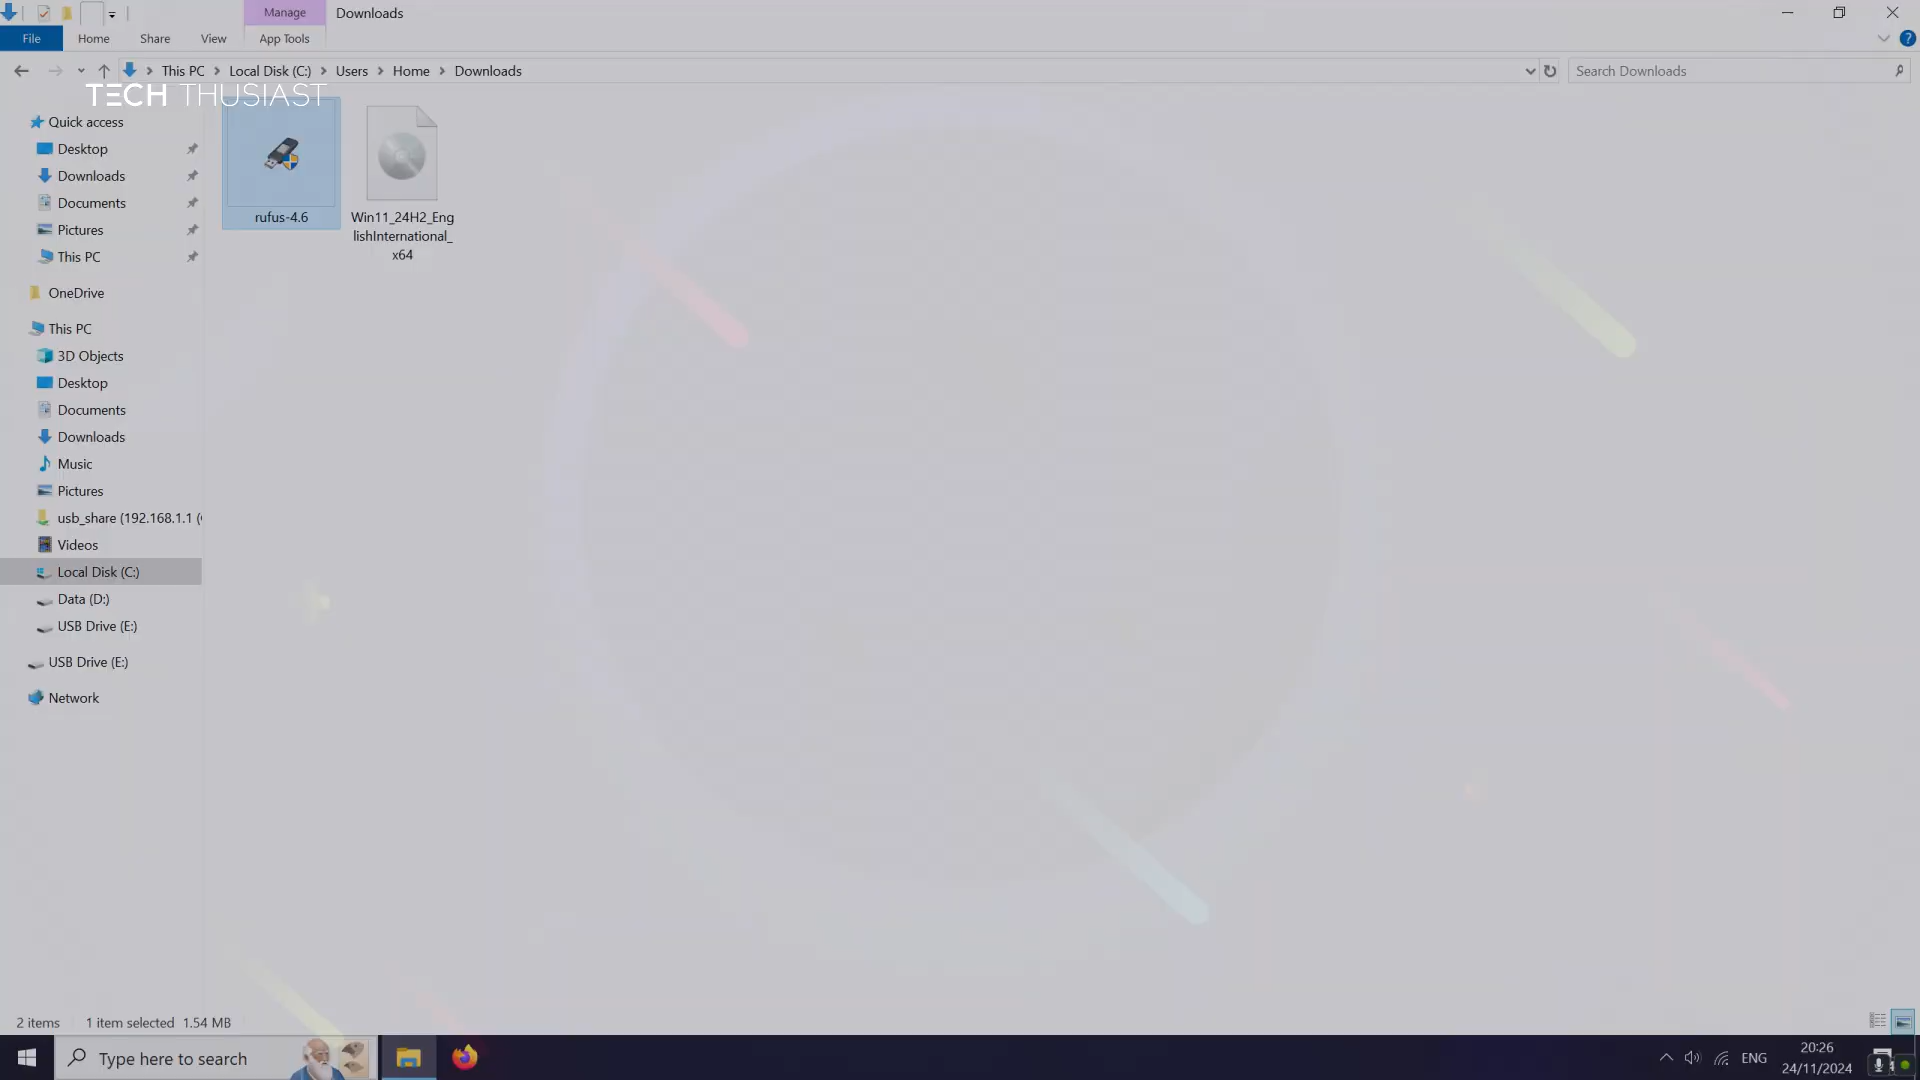 Manage
Downloads
File
Home
Share
View
App Tools
This PC
Local Disk (C:)
Users
Home
Downloads
Search Downloads
TECH THUSIAST
Quick access
Desktop
Downloads
Documents
Pictures
This PC
OneDrive
This PC
3D Objects
Desktop
Documents
Downloads
Music
Pictures
usb_share (192.168.1.1 (
Videos
Local Disk (C:)
Data (D:)
USB Drive (E:)
USB Drive (E:)
Network
rufus-4.6
Win11_24H2_Eng
lishInternational_
x64
2 items
1 item selected
1.54 MB
Type here to search
ENG
20:26
24/11/2024